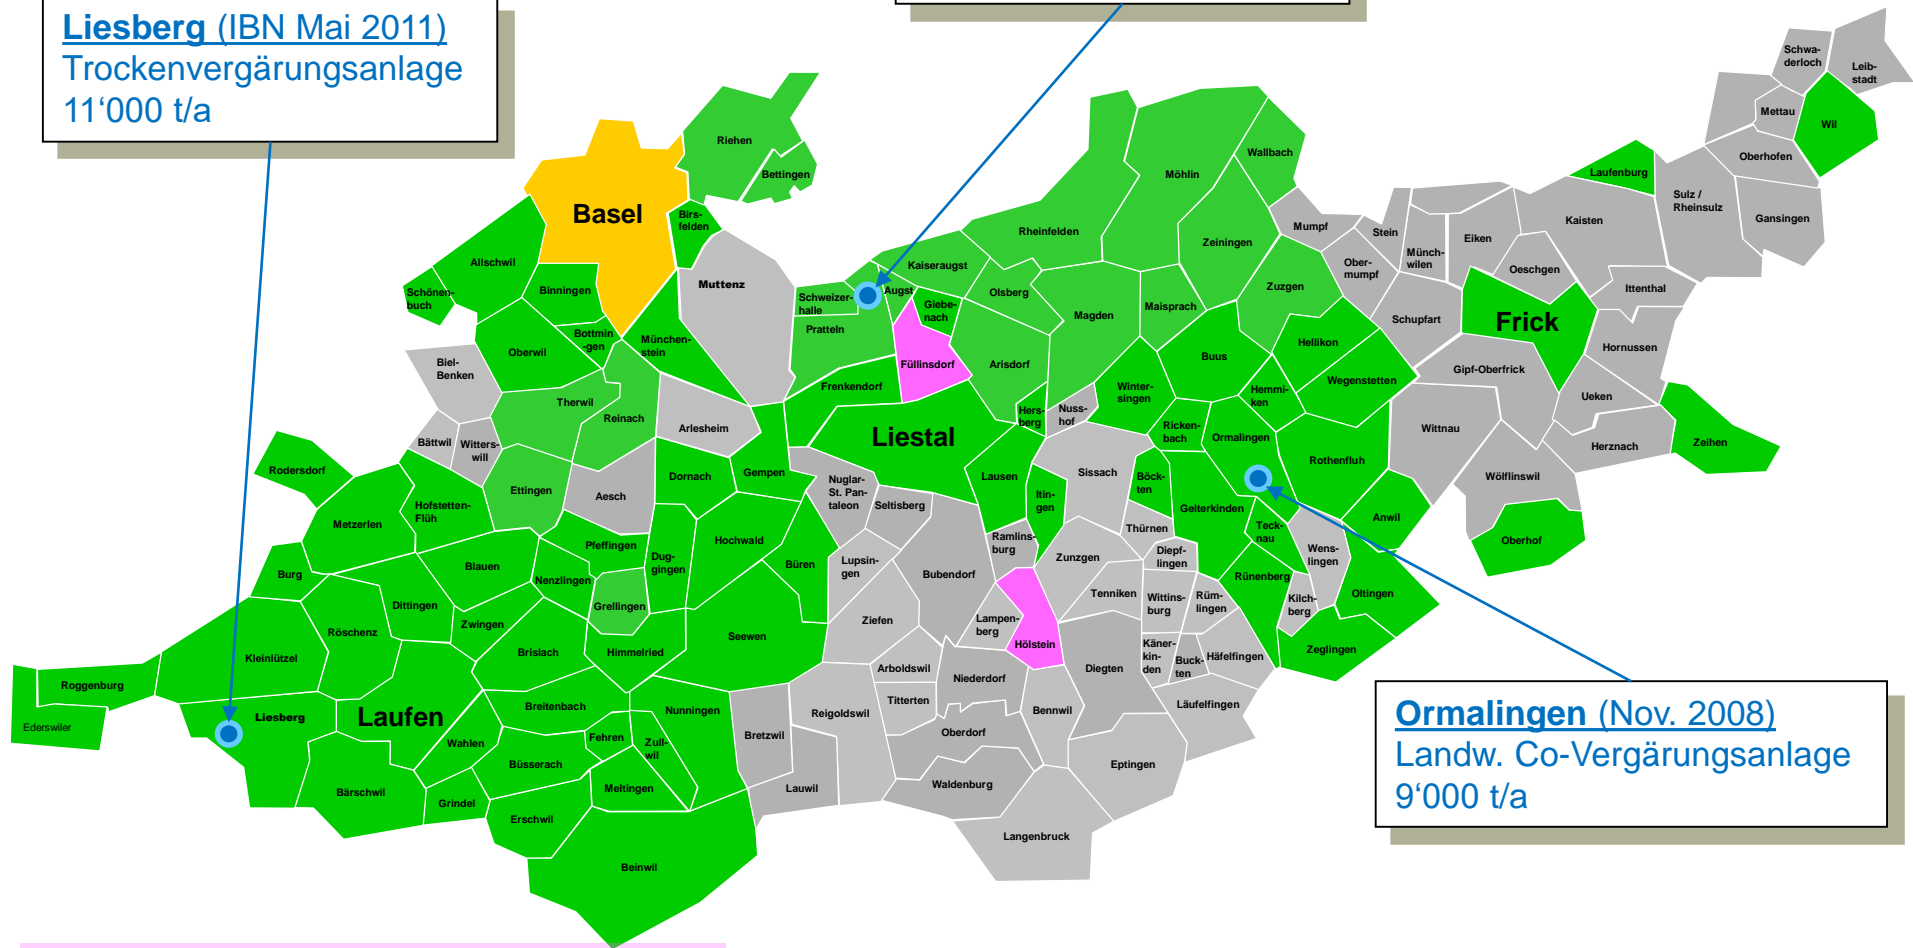 Liesberg (IBN Mai 2011)
Trockenvergärungsanlage
11‘000 t/a
Schwa-
derloch
Leib-
stadt
Mettau
Wil
Oberhofen
Laufenburg
Sulz /
Rheinsulz
Gansingen
Kaisten
Riehen
Bettingen
Basel
Birs-
felden
Wallbach
Möhlin
Zeiningen
Rheinfelden
Mumpf
Stein
Münch-
wilen
Eiken
Oeschgen
Ober-
mumpf
Ittenthal
Allschwil
Schönen-
buch
Binningen
Muttenz
Kaiseraugst
Augst
Schweizer-
halle
Giebe-
nach
Olsberg
Magden
Maisprach
Zuzgen
Schupfart
Frick
Hornussen
Pratteln
Bottmin
-gen
München-
stein
Oberwil
Biel-
Benken
Füllinsdorf
Arisdorf
Buus
Hellikon
Wegenstetten
Gipf-Oberfrick
Ueken
Frenkendorf
Therwil
Reinach
Arlesheim
Hers-
berg
Nuss-
hof
Winter-
singen
Hemmi-
ken
Ricken-
bach
Ormalingen
Wittnau
Herznach
Zeihen
Bättwil
Witters-
will
Liestal
Rodersdorf
Rothenfluh
Wölflinswil
Ettingen
Aesch
Dornach
Gempen
Nuglar-
St. Pan-
taleon
Seltisberg
Lausen
Itin-
gen
Sissach
Böck-
ten
Gelterkinden
Metzerlen
Hofstetten-
Flüh
Anwil
Oberhof
Pfeffingen
Dug-
gingen
Hochwald
Büren
Lupsin-
gen
Bubendorf
Ramlins-
burg
Zunzgen
Thürnen
Diepf-
lingen
Teck-
nau
Wens-
lingen
Burg
Blauen
Nenzlingen
Rünenberg
Oltingen
Dittingen
Grellingen
Tenniken
Wittins-
burg
Rüm-
lingen
Kilch-
berg
Röschenz
Zwingen
Seewen
Ziefen
Lampen-
berg
Hölstein
Zeglingen
Kleinlützel
Brislach
Himmelried
Arboldswil
Niederdorf
Diegten
Käner-
kin-
den
Buck-
ten
Häfelfingen
Roggenburg
Ederswiler
Liesberg
Laufen
Breitenbach
Nunningen
Reigoldswil
Titterten
Bennwil
Läufelfingen
Bretzwil
Oberdorf
Wahlen
Fehren
Zull-
wil
Büsserach
Eptingen
Bärschwil
Grindel
Meltingen
Lauwil
Waldenburg
Erschwil
Langenbruck
Beinwil
Ormalingen (Nov. 2008)
Landw. Co-Vergärungsanlage
9‘000 t/a